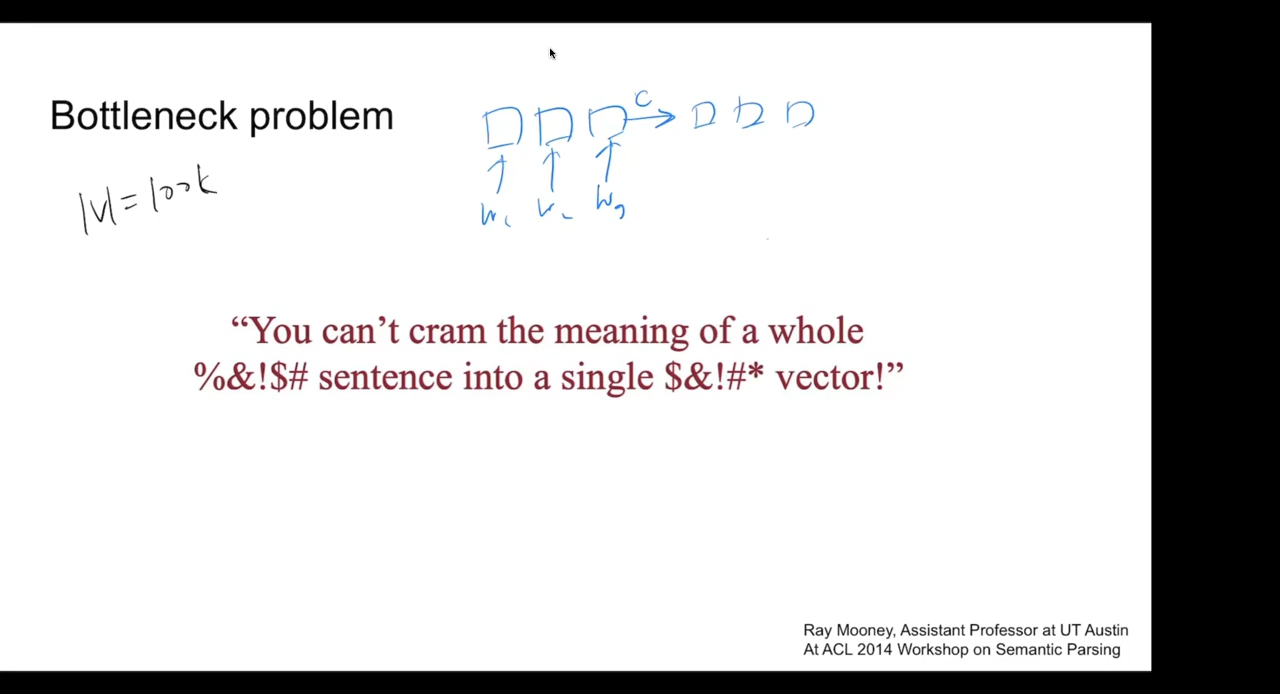 Bottleneck problem
C
|V| = 100k
“You can’t cram the meaning of a whole
%&!$# sentence into a single $&!#* vector!”
Ray Mooney, Assistant Professor at UT Austin
At ACL 2014 Workshop on Semantic Parsing